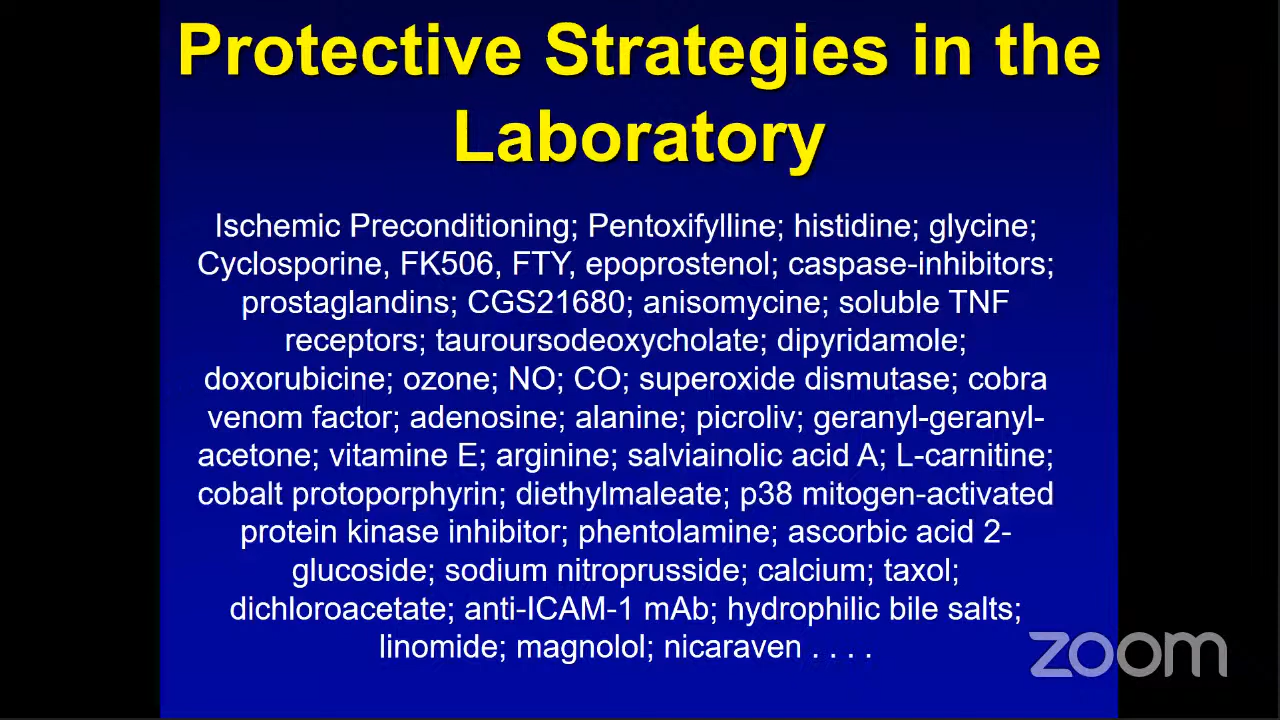 Protective Strategies in the
Laboratory
Ischemic Preconditioning; Pentoxifylline; histidine; glycine;
Cyclosporine, FK506, FTY, epoprostenol; caspase-inhibitors;
prostaglandins; CGS21680; anisomycine; soluble TNF
receptors; tauroursodeoxycholate; dipyridamole;
doxorubicine; ozone; NO; CO; superoxide dismutase; cobra
venom factor; adenosine; alanine; picroliv; geranyl-geranyl-
acetone; vitamine E; arginine; salviainolic acid A; L-carnitine;
cobalt protoporphyrin; diethylmaleate; p38 mitogen-activated
protein kinase inhibitor; phentolamine; ascorbic acid 2-
glucoside; sodium nitroprusside; calcium; taxol;
dichloroacetate; anti-ICAM-1 mAb; hydrophilic bile salts;
linomide; magnolol; nicaraven . . . .
zoom